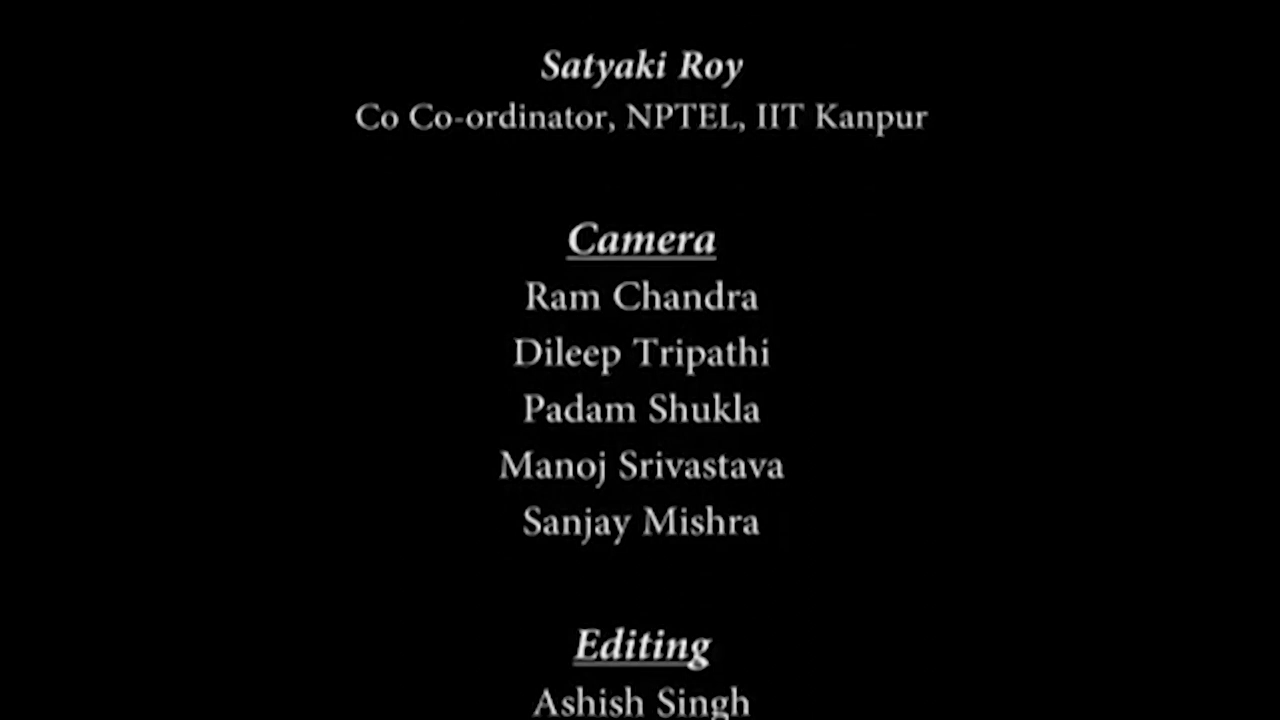 Satyaki Roy
Co Co-ordinator, NPTEL, IIT Kanpur
Camera
Ram Chandra
Dileep Tripathi
Padam Shukla
Manoj Srivastava
Sanjay Mishra
Editing
Ashish Singh